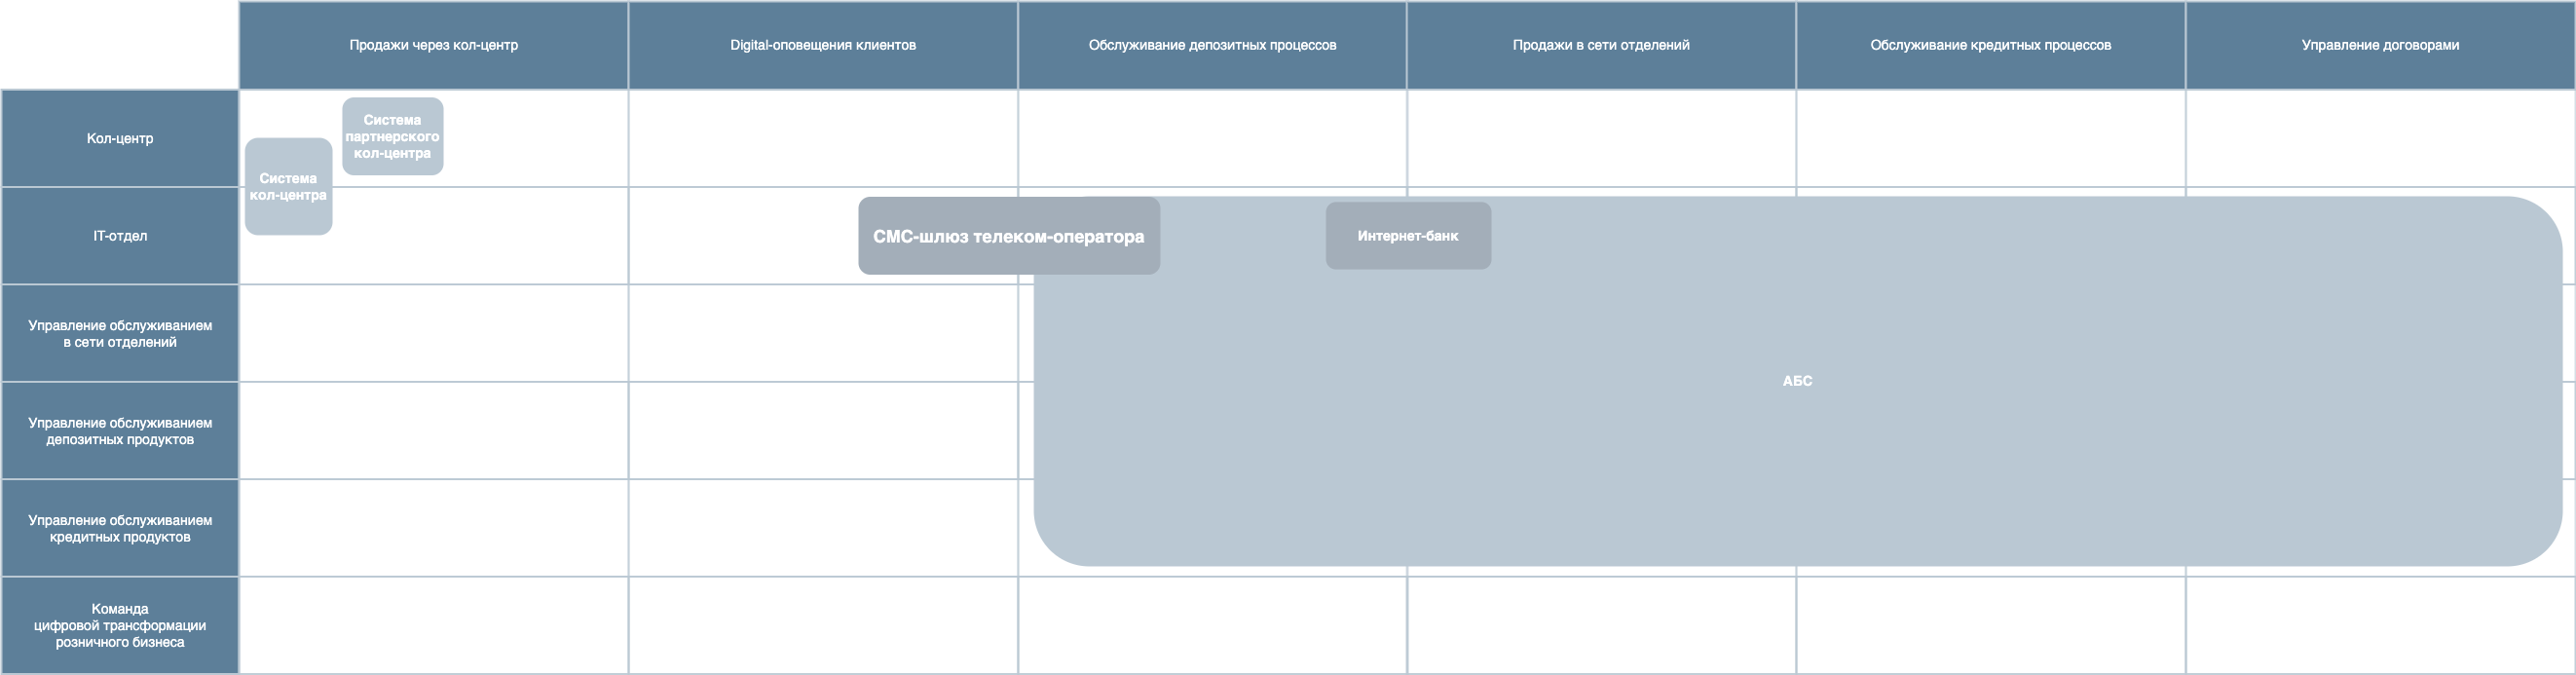 Продажи через кол-центр
Digital-оповещения клиентов
Обслуживание депозитных процессов
Продажи в сети отделений
Обслуживание кредитных процессов
Управление договорами
Кол-центр
Система
партнерского
кол-центра
Система
кол-центра
IT-отдел
СМС-шлюз телеком-оператора
Интернет-банк
Управление обслуживанием
в сети отделений
АБС
Управление обслуживанием
депозитных продуктов
Управление обслуживанием
кредитных продуктов
Команда
цифровой трансформации
розничного бизнеса